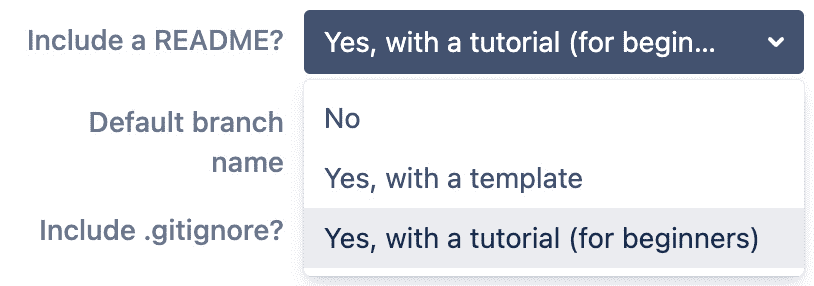 Include a README?
Yes, with a tutorial (for begin...
No
Default branch
name
Yes, with a template
Include .gitignore?
Yes, with a tutorial (for beginners)